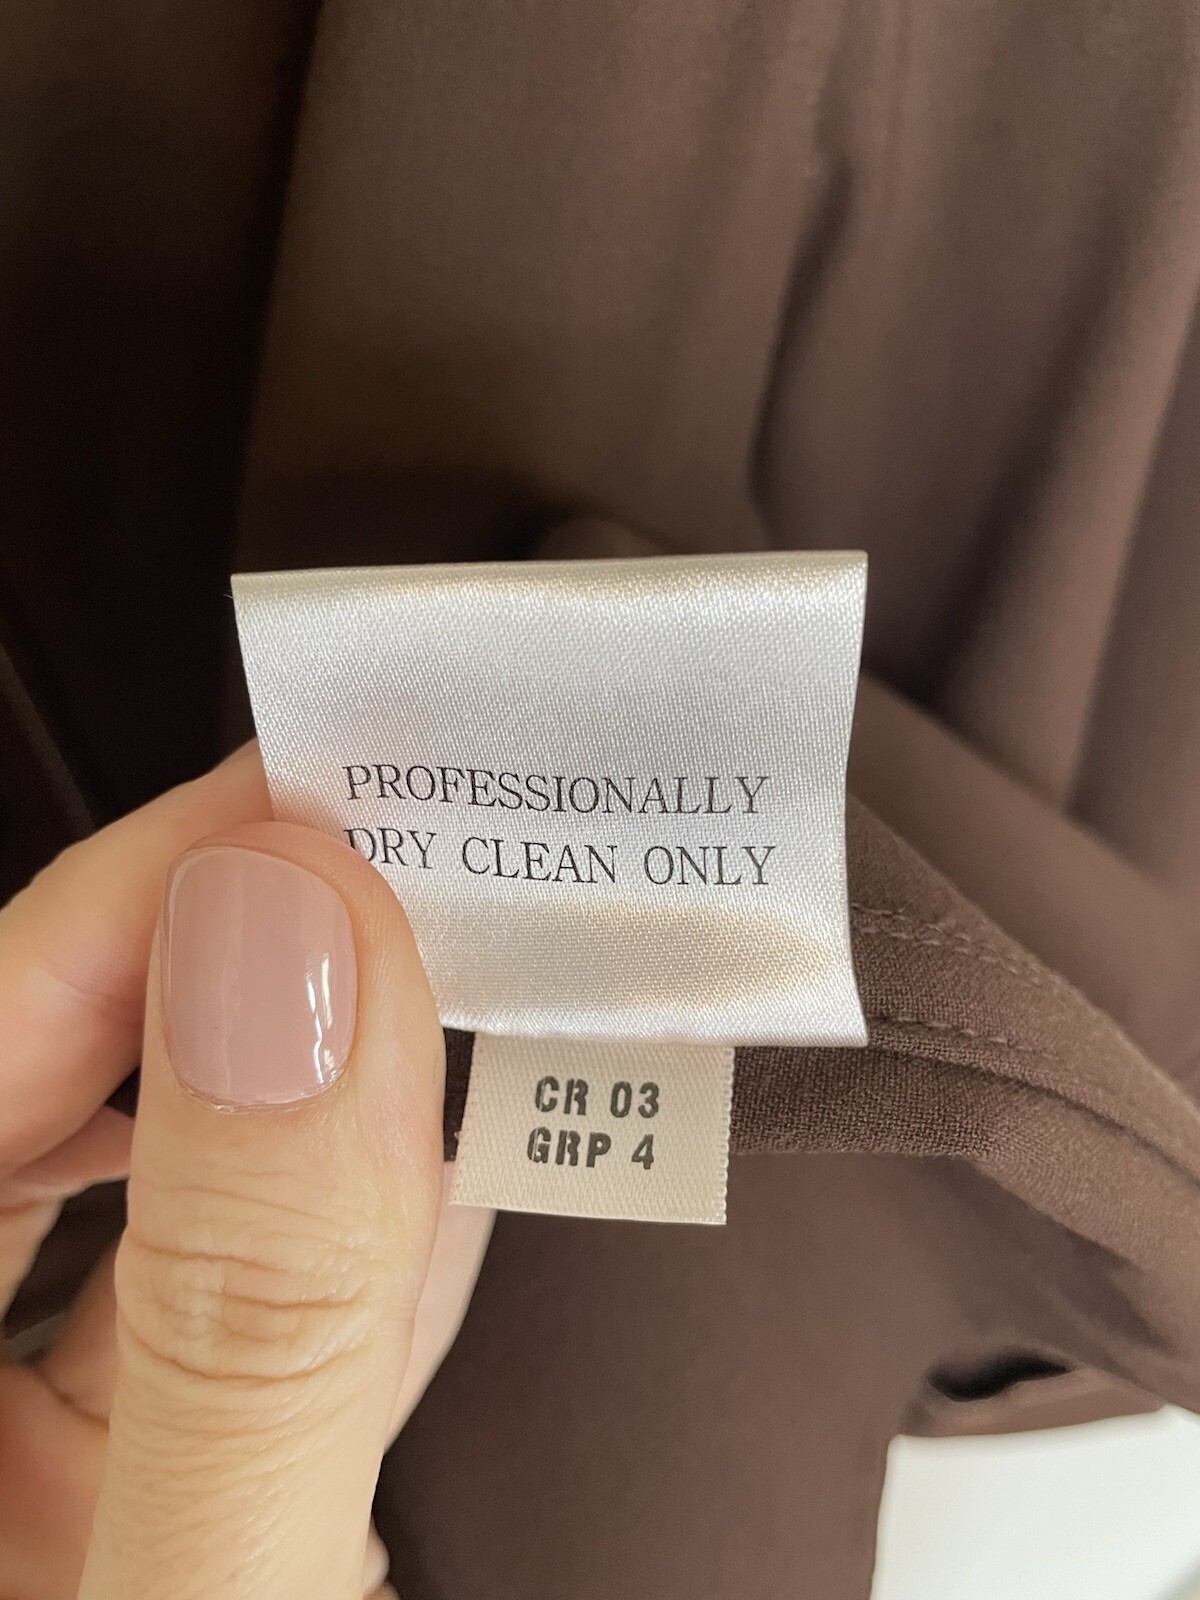 PROFESSIONALLY
DRY CLEAN ONLY
CR 03
GRP 4